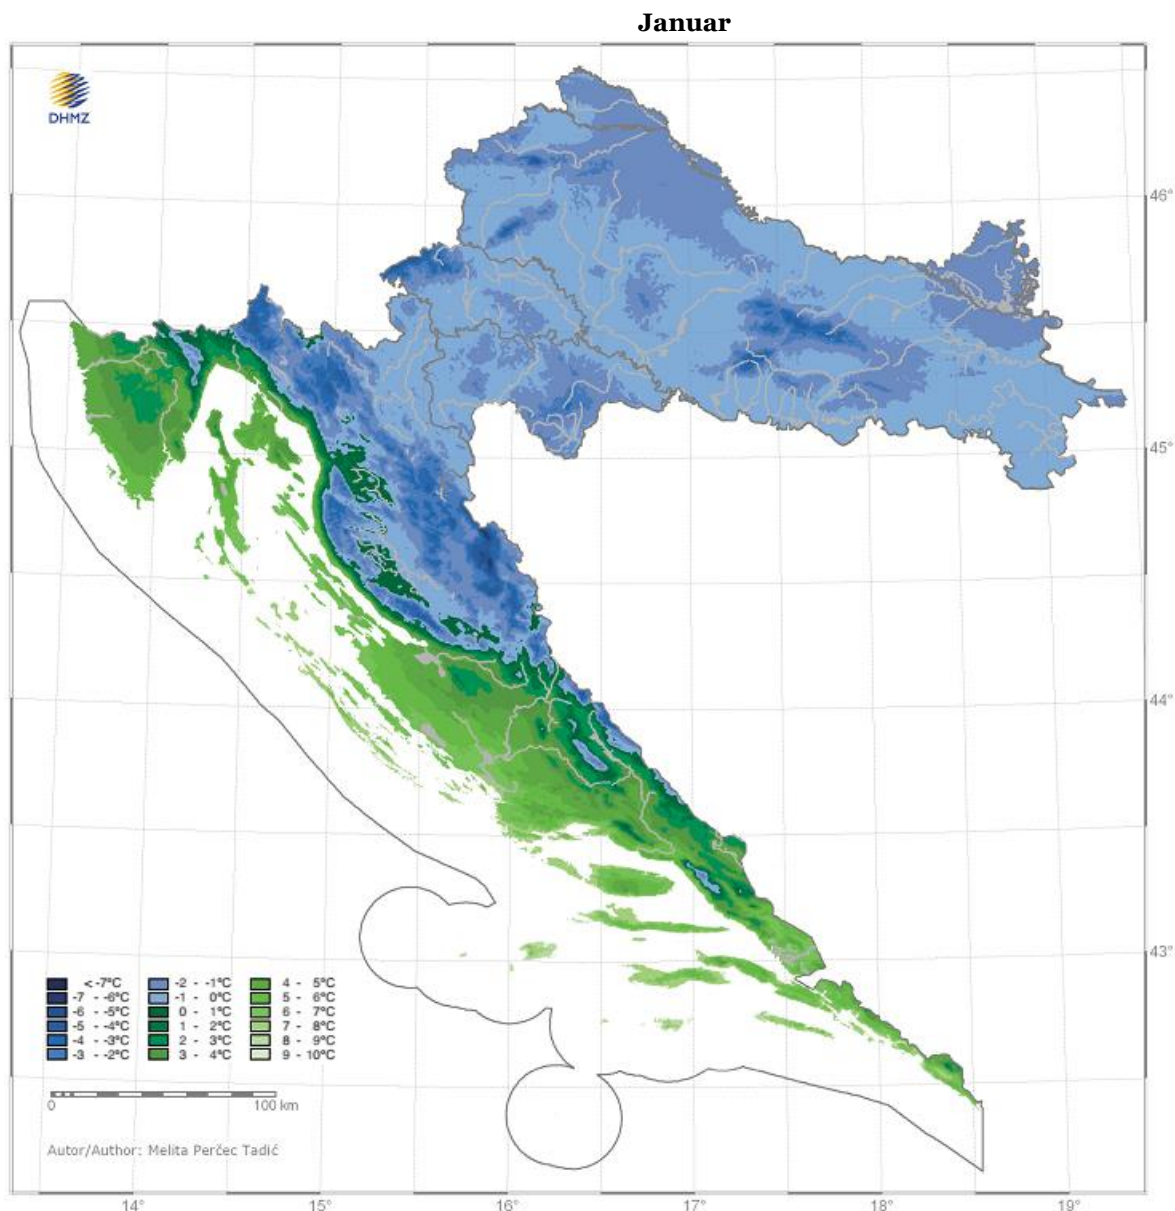 Januar
DHMZ
46°
45°
44°
43°
< -7°C
-7 - -6°C
-6 - -5°C
-5 - -4°C
-4 - -3°C
-3 - -2°C
-2 - -1°C
-1 - 0°C
0 - 1°C
1 - 2°C
2 - 3°C
3 - 4°C
4 - 5°C
5 - 6°C
6 - 7°C
7 - 8°C
8 - 9°C
9 - 10°C
0 100 km
Autor/Author: Melita Perčec Tadić
14° 15° 16° 17° 18° 19°